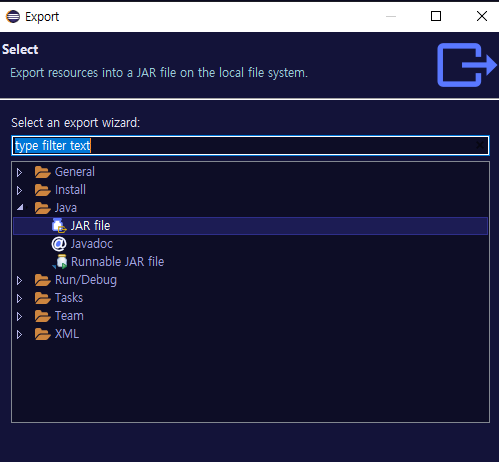 Export
Select
Export resources into a JAR file on the local file system.
Select an export wizard:
type filter text
General
Install
Java
JAR file
Javadoc
Runnable JAR file
Run/Debug
Tasks
Team
XML